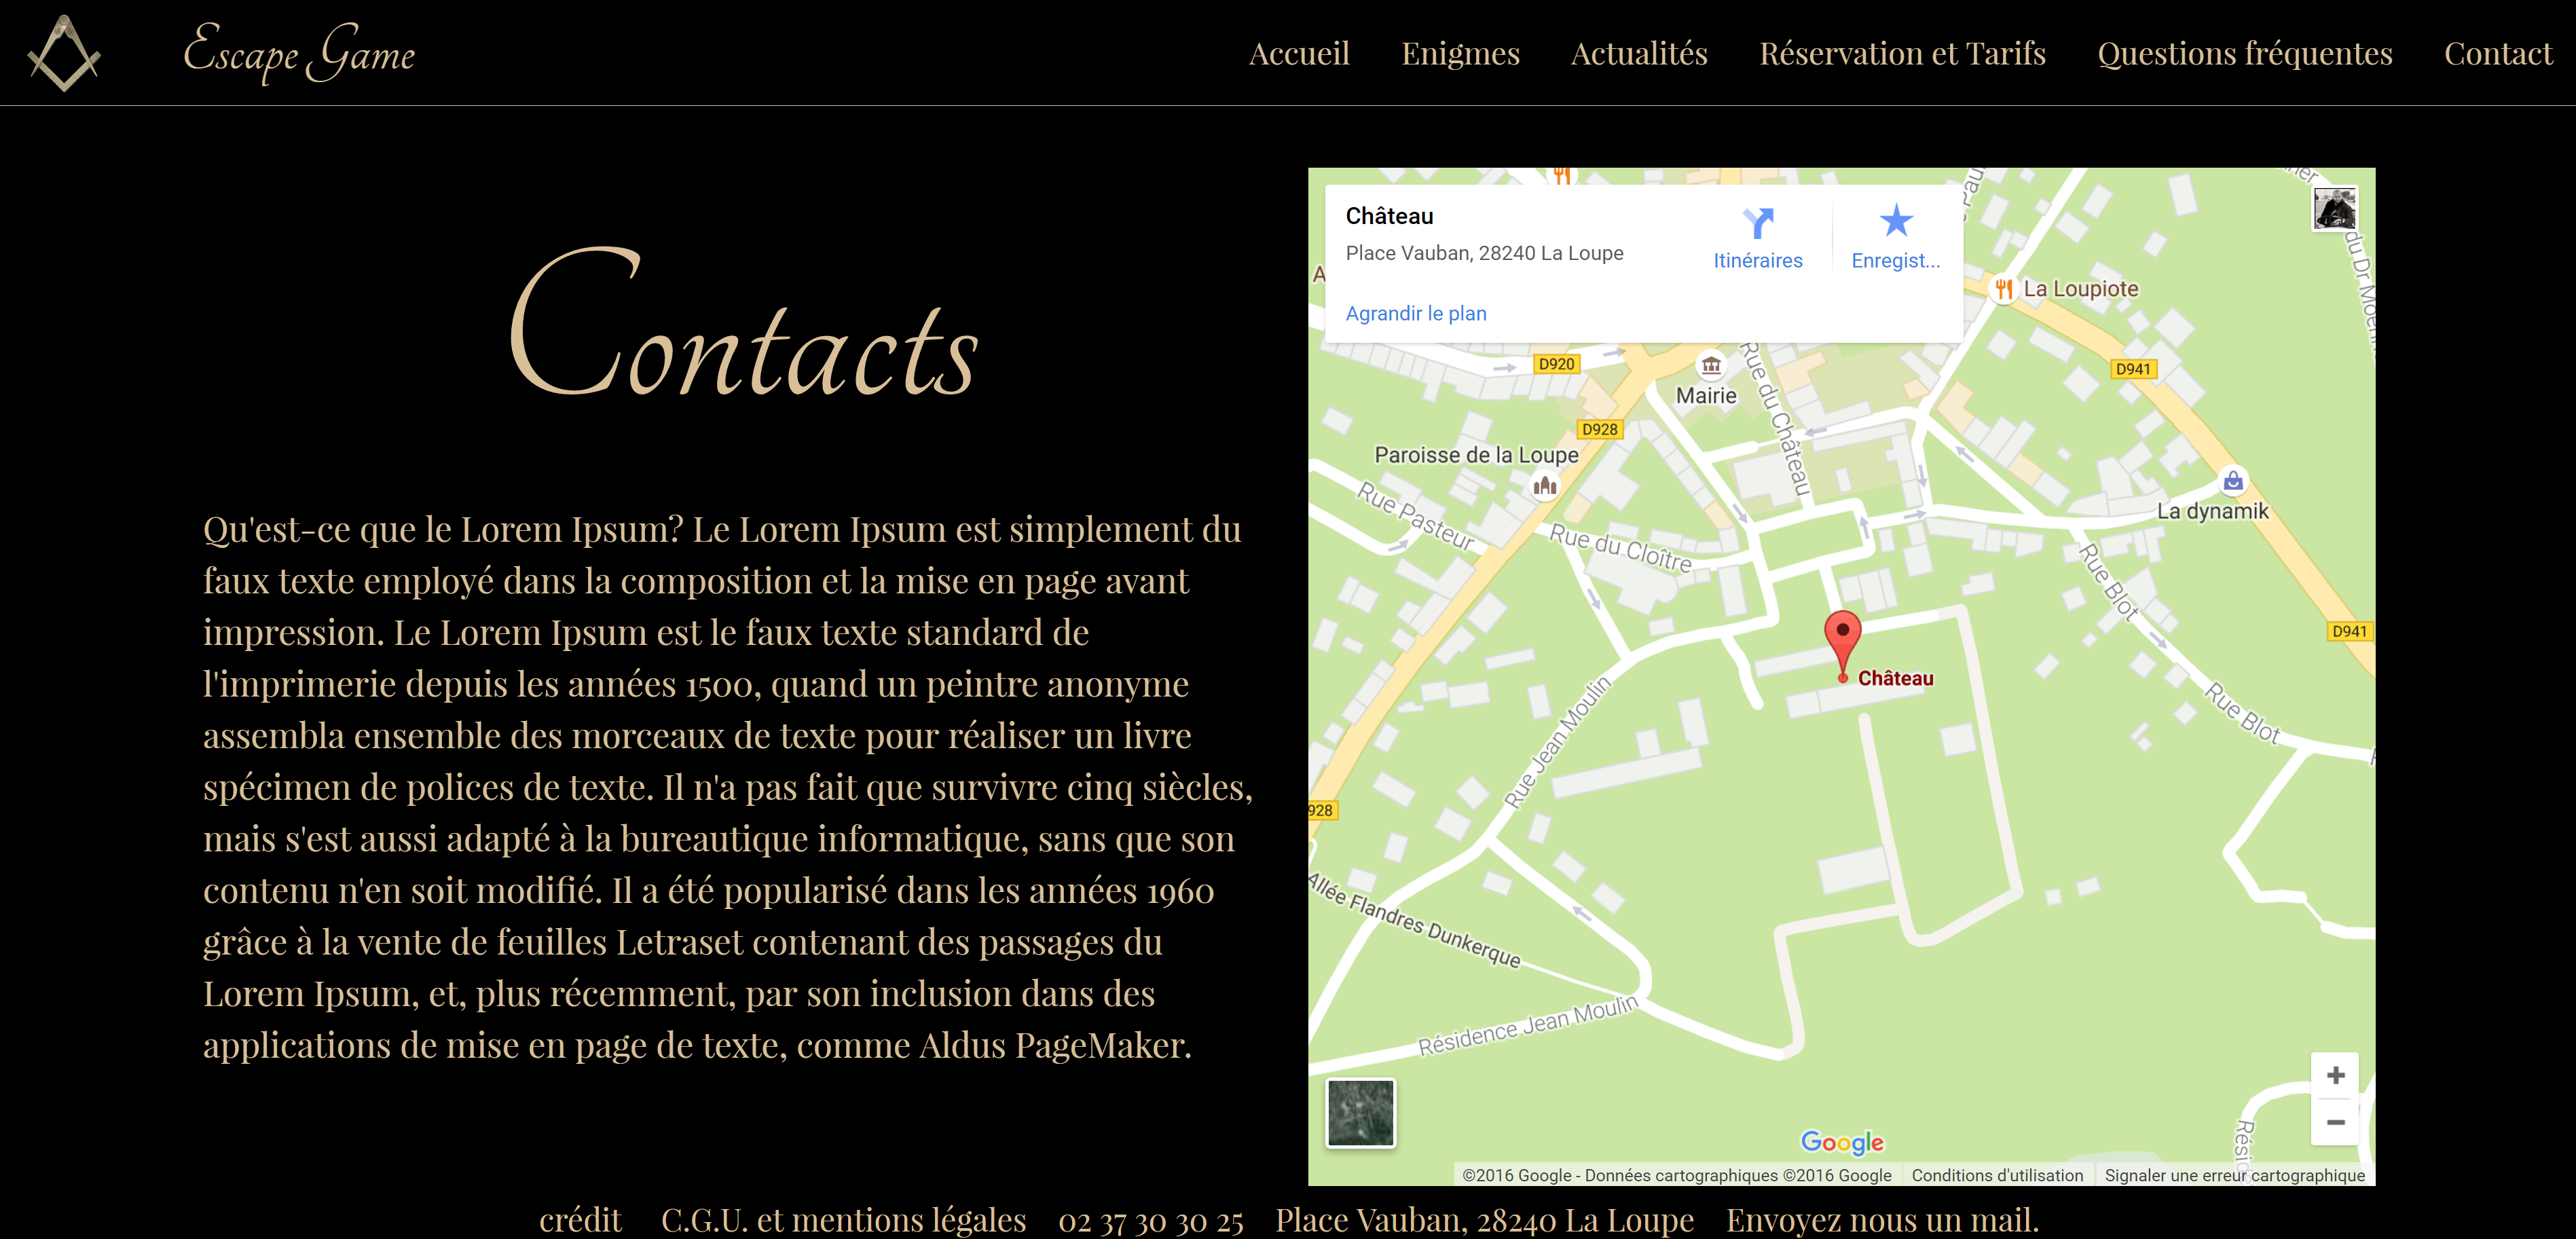 Escape Game
Accueil Enigmes Actualités Réservation et Tarifs Questions fréquentes Contact
Contacts
Qu'est-ce que le Lorem Ipsum? Le Lorem Ipsum est simplement du
faux texte employé dans la composition et la mise en page avant
impression. Le Lorem Ipsum est le faux texte standard de
l'imprimerie depuis les années 1500, quand un peintre anonyme
assembla ensemble des morceaux de texte pour réaliser un livre
spécimen de polices de texte. Il n'a pas fait que survivre cinq siècles,
mais s'est aussi adapté à la bureautique informatique, sans que son
contenu n'en soit modifié. Il a été popularisé dans les années 1960
grâce à la vente de feuilles Letraset contenant des passages du
Lorem Ipsum, et, plus récemment, par son inclusion dans des
applications de mise en page de texte, comme Aldus PageMaker.
Château
Place Vauban, 28240 La Loupe
Itinéraires
Enregist...
Agrandir le plan
La Loupiote
D920
D941
Mairie
Rue du Château
D928
Paroisse de la Loupe
Rue Pasteur
Rue du Cloître
La dynamik
Rue Blot
D941
Château
Rue Jean Moulin
Rue Blot
928
Allée Flandres Dunkerque
Résidence Jean Moulin
Google
©2016 Google - Données cartographiques ©2016 Google
Conditions d'utilisation
Signaler une erreur cartographique
crédit C.G.U. et mentions légales 02 37 30 30 25 Place Vauban, 28240 La Loupe Envoyez nous un mail.